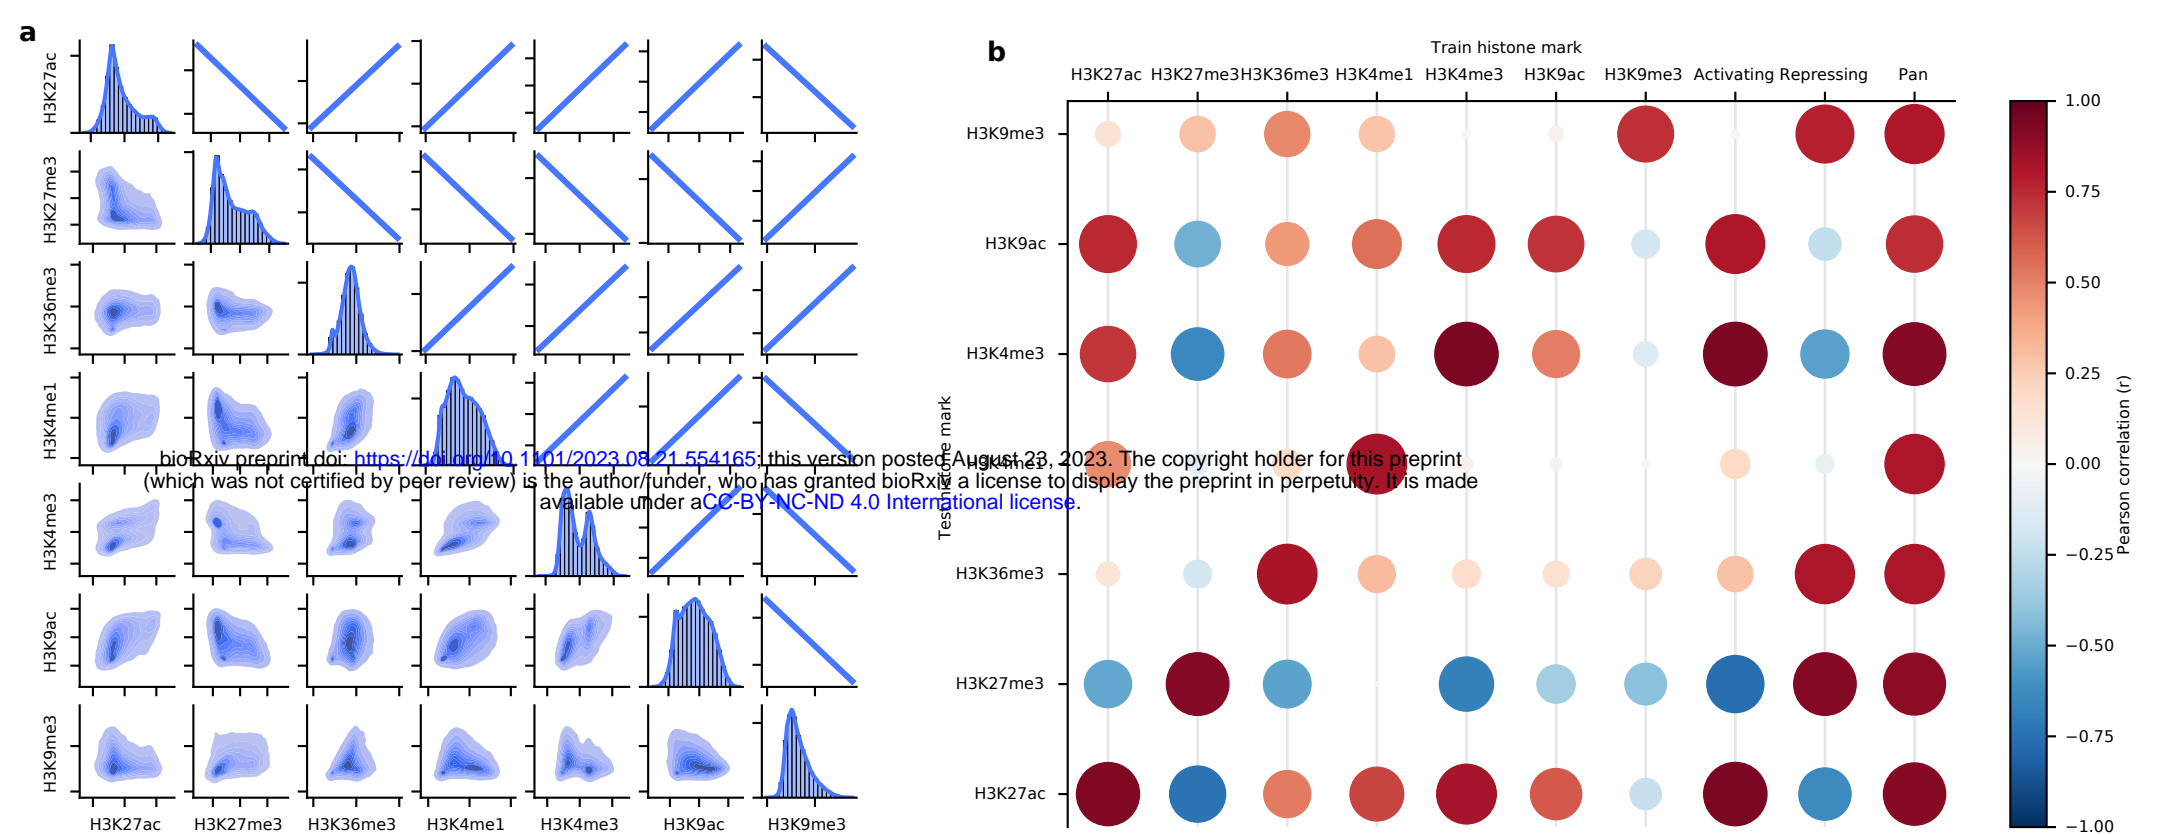 a
H3K27ac
H3K27me3
H3K36me3
H3K4me1
H3K4me3
H3K9ac
H3K9me3
H3K27ac H3K27me3 H3K36me3 H3K4me1 H3K4me3 H3K9ac H3K9me3
bioRxiv preprint doi: https://doi.org/10.1101/2023.08.21.554165; this version posted August 23, 2023. The copyright holder for this preprint
(which was not certified by peer review) is the author/funder, who has granted bioRxiv a license to display the preprint in perpetuity. It is made
available under aCC-BY-NC-ND 4.0 International license.
b
Train histone mark
H3K27ac H3K27me3 H3K36me3 H3K4me1 H3K4me3 H3K9ac H3K9me3 Activating Repressing Pan
Test histone mark
H3K9me3
H3K9ac
H3K4me3
H3K4me1
H3K36me3
H3K27me3
H3K27ac
1.00
0.75
0.50
0.25
0.00
−0.25
−0.50
−0.75
−1.00
Pearson correlation (r)